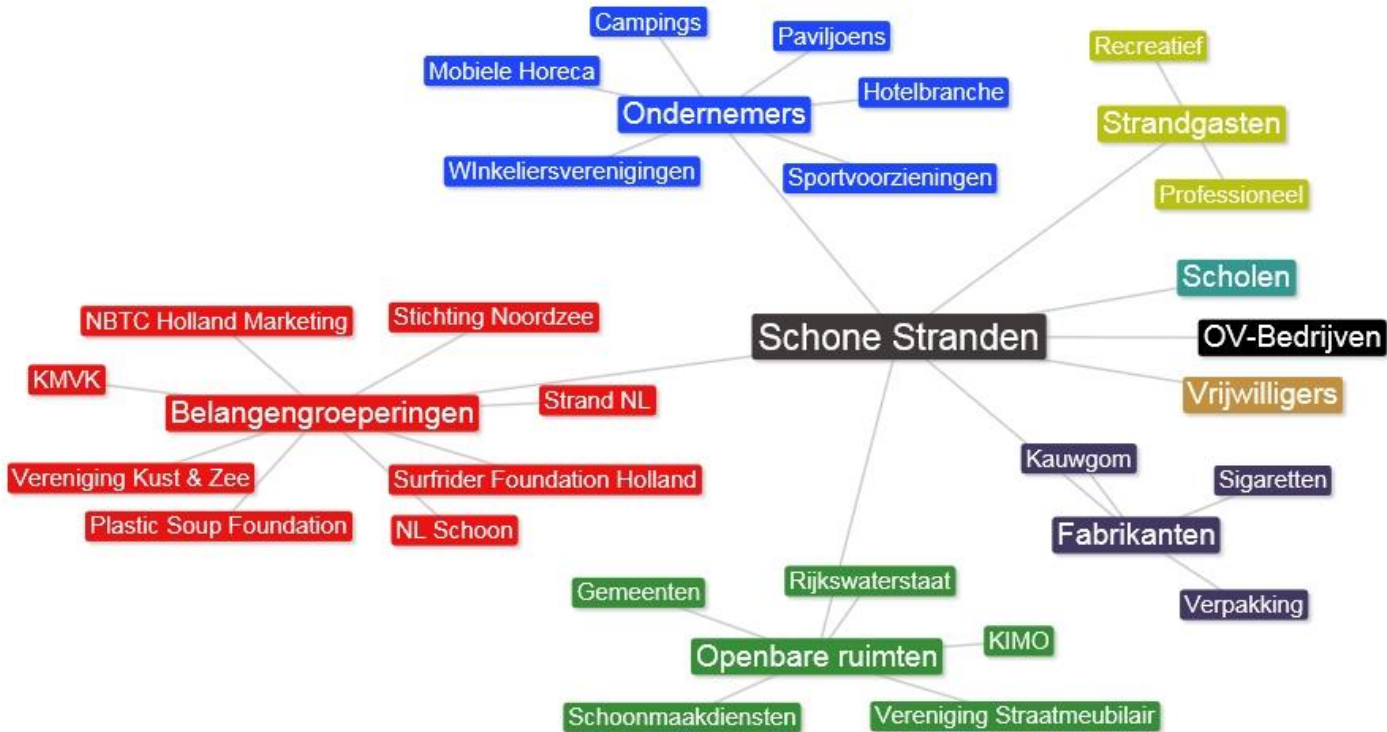 Campings
Paviljoens
Recreatief
Mobiele Horeca
Hotelbranche
Ondernemers
Strandgasten
WInkeliersverenigingen
Sportvoorzieningen
Professioneel
Scholen
NBTC Holland Marketing
Stichting Noordzee
Schone Stranden
OV-Bedrijven
KMVK
Strand NL
Vrijwilligers
Belangengroeperingen
Kauwgom
Vereniging Kust & Zee
Surfrider Foundation Holland
Sigaretten
Plastic Soup Foundation
NL Schoon
Fabrikanten
Gemeenten
Rijkswaterstaat
Verpakking
Openbare ruimten
KIMO
Schoonmaakdiensten
Vereniging Straatmeubilair